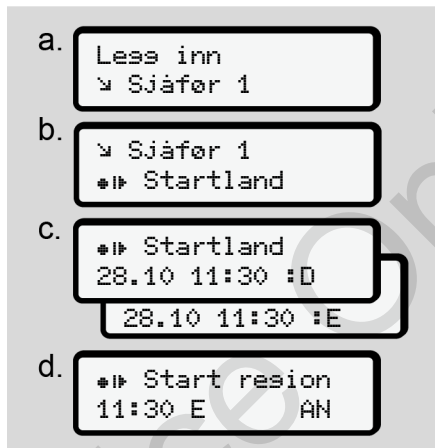 a.
Legg inn
↘ Sjåfør 1
b.
↘ Sjåfør 1
Startland
c.
Startland
28.10 11:30 :D
28.10 11:30 :E
d.
Start region
11:30 E AN